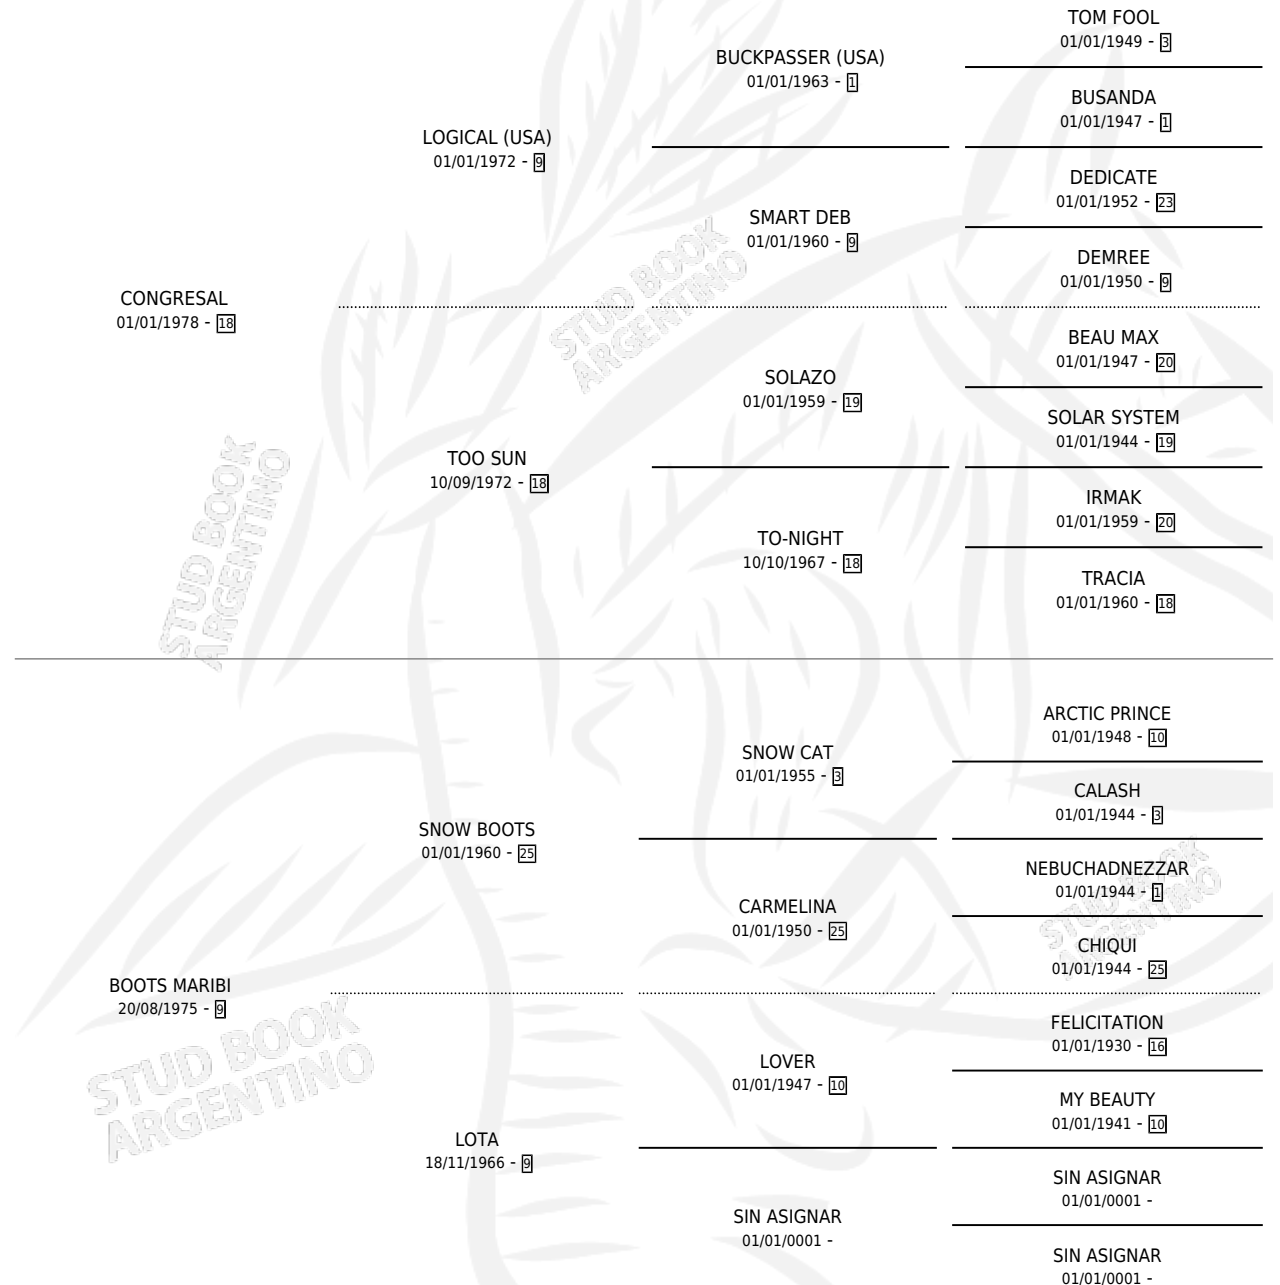 TOM FOOL
01/01/1949 - 3
BUCKPASSER (USA)
01/01/1963 - 1
BUSANDA
01/01/1947 - 1
LOGICAL (USA)
01/01/1972 - 9
DEDICATE
01/01/1952 - 23
SMART DEB
01/01/1960 - 9
DEMREE
01/01/1950 - 9
CONGRESAL
01/01/1978 - 18
BEAU MAX
01/01/1947 - 20
SOLAZO
01/01/1959 - 19
SOLAR SYSTEM
01/01/1944 - 19
TOO SUN
10/09/1972 - 18
IRMAK
01/01/1959 - 20
TO-NIGHT
10/10/1967 - 18
TRACIA
01/01/1960 - 18
ARCTIC PRINCE
01/01/1948 - 10
SNOW CAT
01/01/1955 - 3
CALASH
01/01/1944 - 3
SNOW BOOTS
01/01/1960 - 25
NEBUCHADNEZZAR
01/01/1944 - 1
CARMELINA
01/01/1950 - 25
CHIQUI
01/01/1944 - 25
BOOTS MARIBI
20/08/1975 - 9
FELICITATION
01/01/1930 - 16
LOVER
01/01/1947 - 10
MY BEAUTY
01/01/1941 - 10
LOTA
18/11/1966 - 9
SIN ASIGNAR
01/01/0001 -
SIN ASIGNAR
01/01/0001 -
SIN ASIGNAR
01/01/0001 -
STUD BOOK
ARGENTINO
STUD BOOK
ARGENTINO
STUD BOOK
ARGENTINO
STUD BOOK
ARGENTINO